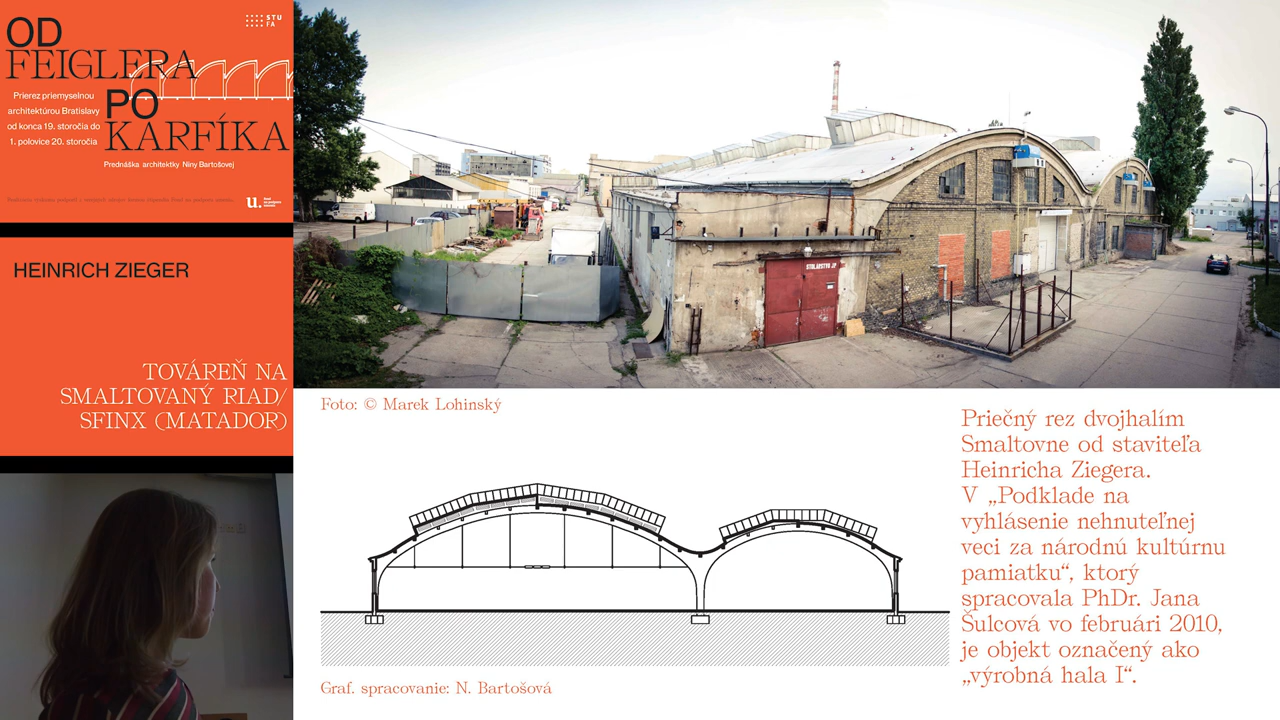 OD
FEIGLERA
PO
KARFÍKA
STU
FA
Prierez priemyselnou
architektúrou Bratislavy
od konca 19. storočia do
1. polovice 20. storočia
Prednáška architektky Niny Bartošovej
u.
HEINRICH ZIEGER
TOVÁREŇ NA
SMALTOVANÝ RIAD/
SFINX (MATADOR)
STOLÁRSTVO JP
Foto: © Marek Lohinský
Graf. spracovanie: N. Bartošová
Priečný rez dvojhalím
Smaltovne od staviteľa
Heinricha Ziegera.
V „Podklade na
vyhlásenie nehnuteľnej
veci za národnú kultúrnu
pamiatku“, ktorý
spracovala PhDr. Jana
Šulcová vo februári 2010,
je objekt označený ako
„výrobná hala I“.